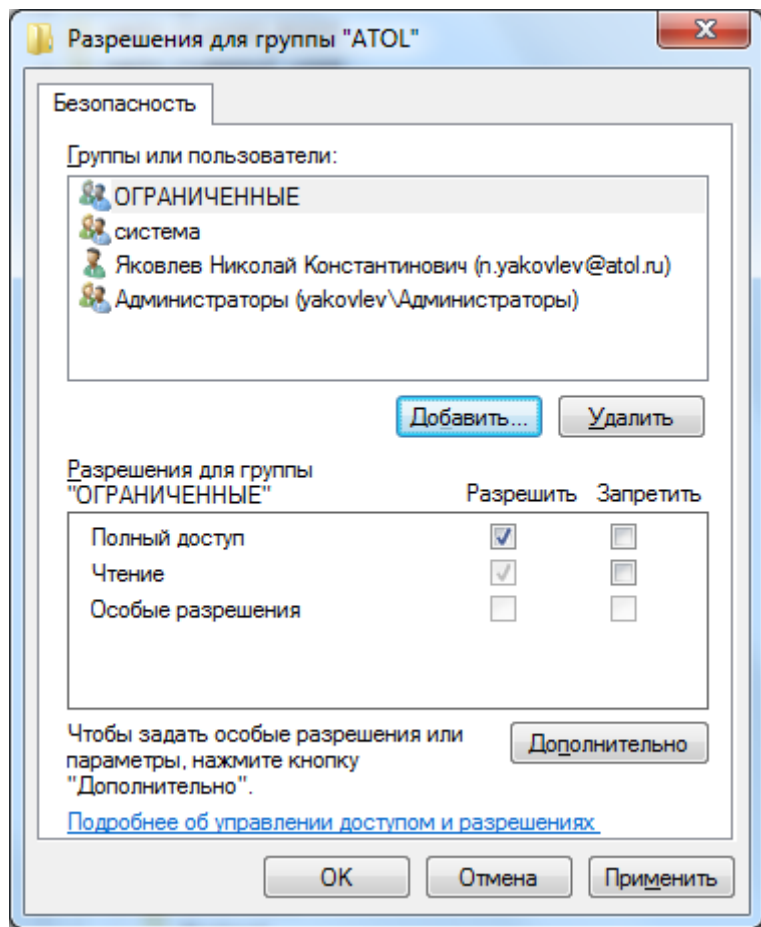 Разрешения для группы "ATOL"
Безопасность
Группы или пользователи:
ОГРАНИЧЕННЫЕ
система
Яковлев Николай Константинович (n.yakovlev@atol.ru)
Администраторы (yakovlev\Администраторы)
Добавить... Удалить
Разрешения для группы
"ОГРАНИЧЕННЫЕ" Разрешить Запретить
Полный доступ
Чтение
Особые разрешения
Чтобы задать особые разрешения или
параметры, нажмите кнопку
"Дополнительно".
Дополнительно
Подробнее об управлении доступом и разрешениях
ОК Отмена Применить